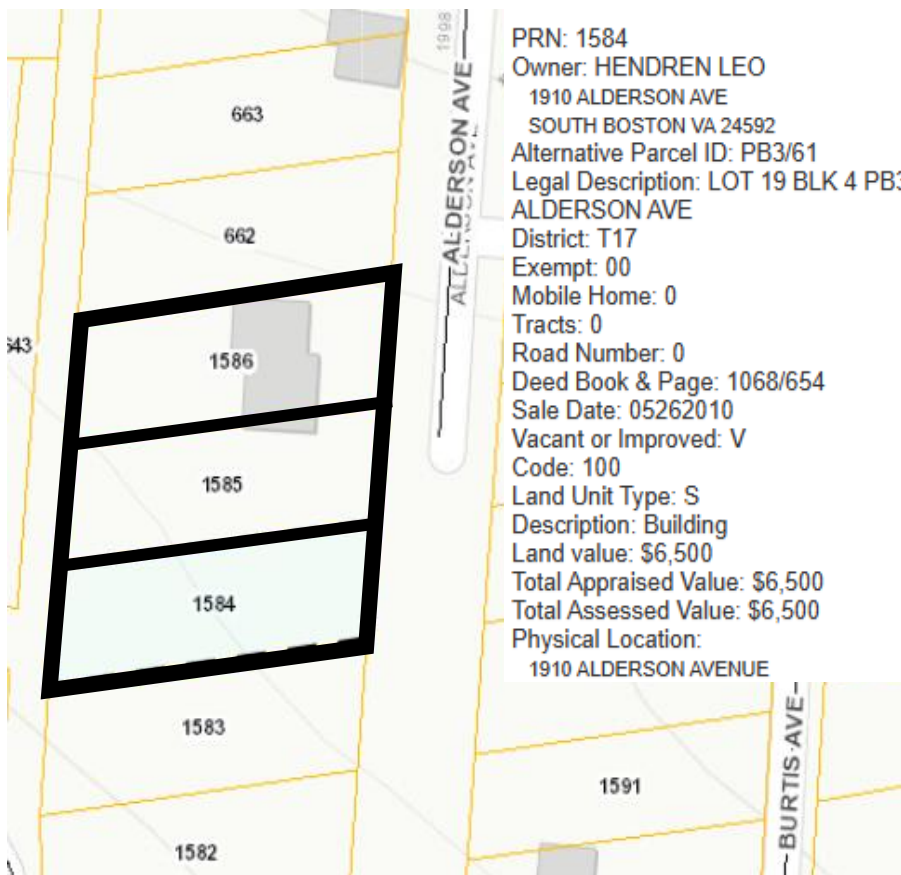 663
662
643
1586
1585
1584
1583
1582
1591
1998
ALDERSON AVE
ALDERSON AVE
BURTIS AVE
PRN: 1584
Owner: HENDREN LEO
1910 ALDERSON AVE
SOUTH BOSTON VA 24592
Alternative Parcel ID: PB3/61
Legal Description: LOT 19 BLK 4 PB3
ALDERSON AVE
District: T17
Exempt: 00
Mobile Home: 0
Tracts: 0
Road Number: 0
Deed Book & Page: 1068/654
Sale Date: 05262010
Vacant or Improved: V
Code: 100
Land Unit Type: S
Description: Building
Land value: $6,500
Total Appraised Value: $6,500
Total Assessed Value: $6,500
Physical Location:
1910 ALDERSON AVENUE